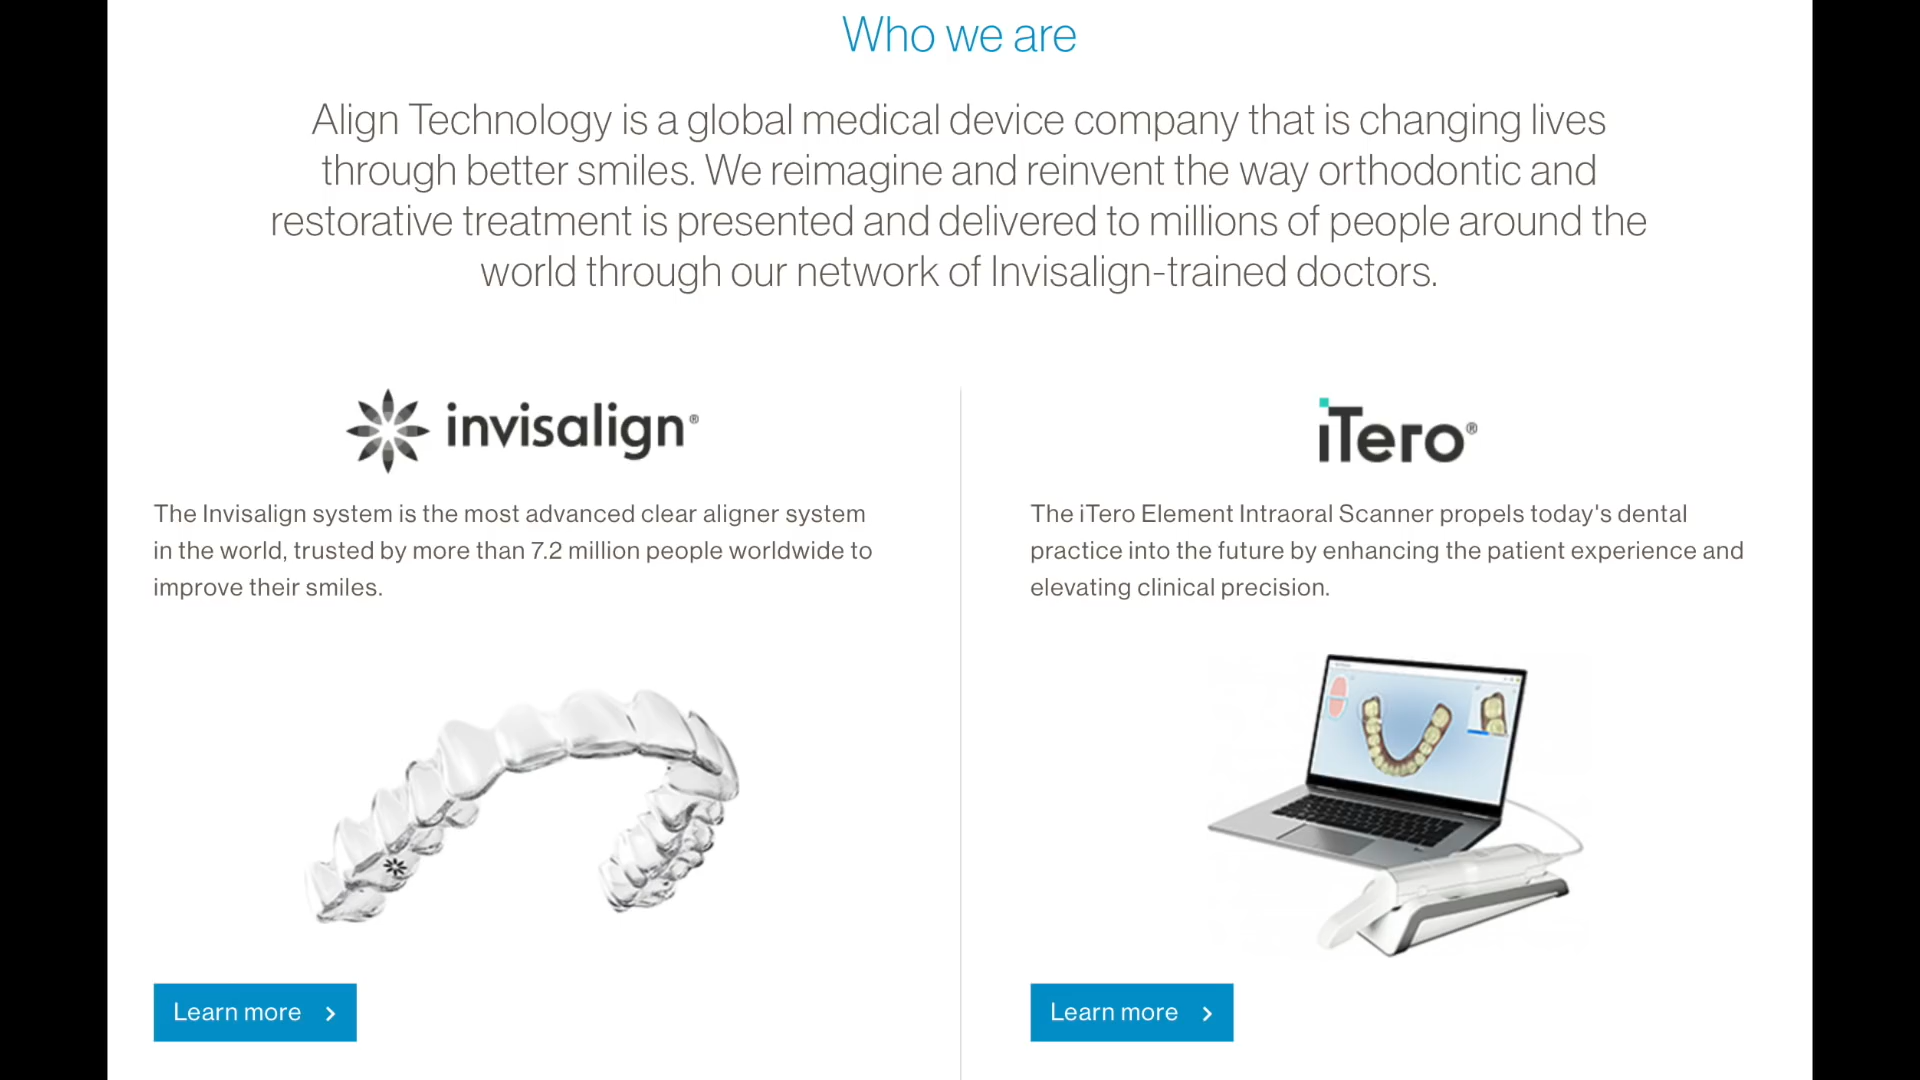 Who we are
Align Technology is a global medical device company that is changing lives
through better smiles. We reimagine and reinvent the way orthodontic and
restorative treatment is presented and delivered to millions of people around the
world through our network of Invisalign-trained doctors.
invisalign®
The Invisalign system is the most advanced clear aligner system
in the world, trusted by more than 7.2 million people worldwide to
improve their smiles.
Learn more
iTero®
The iTero Element Intraoral Scanner propels today's dental
practice into the future by enhancing the patient experience and
elevating clinical precision.
Learn more